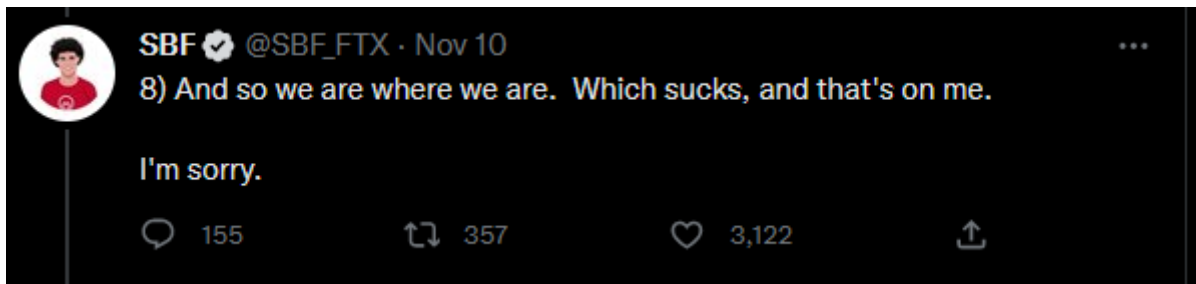 SBF @SBF_FTX · Nov 10
8) And so we are where we are.  Which sucks, and that's on me.
I'm sorry.
155 357 3,122